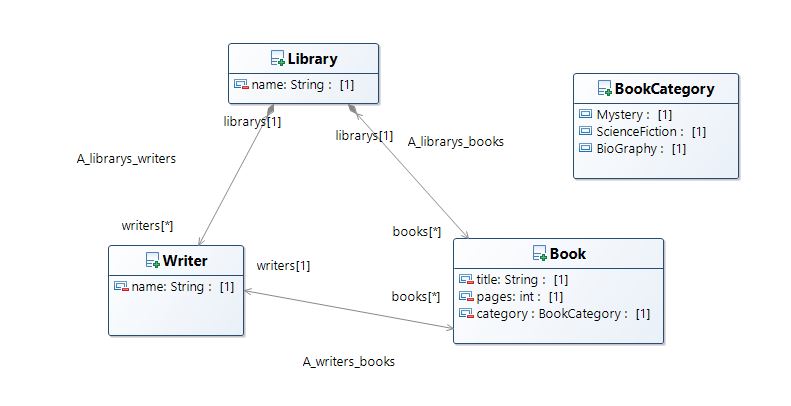 Library
name: String :  [1]
BookCategory
Mystery :  [1]
ScienceFiction :  [1]
BioGraphy :  [1]
librarys[1]
librarys[1]
A_librarys_books
A_librarys_writers
writers[*]
books[*]
Writer
name: String :  [1]
writers[1]
books[*]
Book
title: String :  [1]
pages: int :  [1]
category : BookCategory :  [1]
A_writers_books